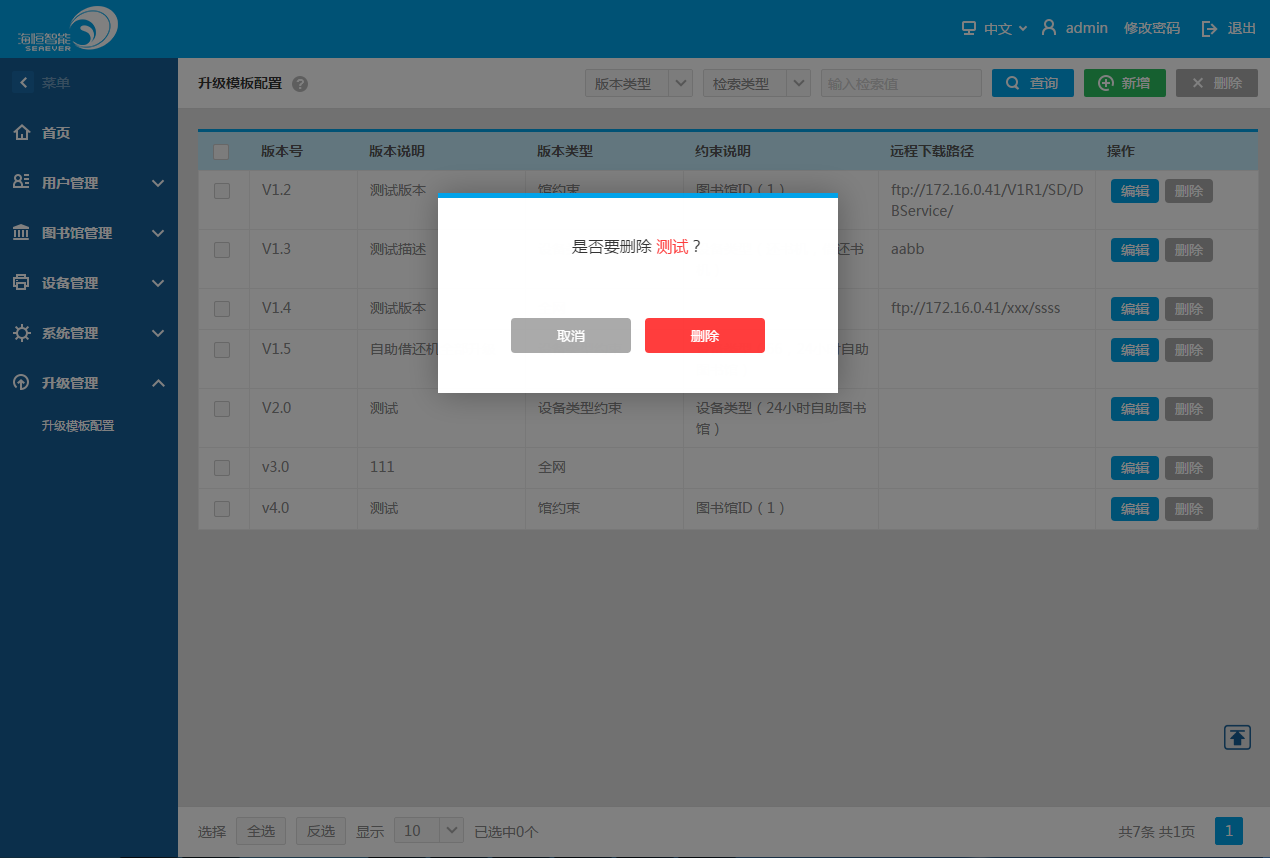 海恒智能
SEAEVER
中文 admin 修改密码 退出
菜单
首页
用户管理
图书馆管理
设备管理
系统管理
升级管理
升级模板配置
升级模板配置 ? 版本类型 检索类型 输入检索值 查询 新增 删除
版本号 版本说明 版本类型 约束说明 远程下载路径 操作
V1.2 测试版本 馆约束 图书馆ID（1） ftp://172.16.0.41/V1R1/SD/D 编辑 删除
BService/
V1.3 测试描述 还书 aabb 编辑 删除
V1.4 测试版本 ftp://172.16.0.41/xxx/ssss 编辑 删除
V1.5 自助借还机 自助 编辑 删除
V2.0 测试 设备类型约束 设备类型（24小时自助图书 编辑 删除
馆）
v3.0 111 全网 编辑 删除
v4.0 测试 馆约束 图书馆ID（1） 编辑 删除
是否要删除 测试？
取消 删除
选择 全选 反选 显示 10 已选中0个 共7条 共1页 1